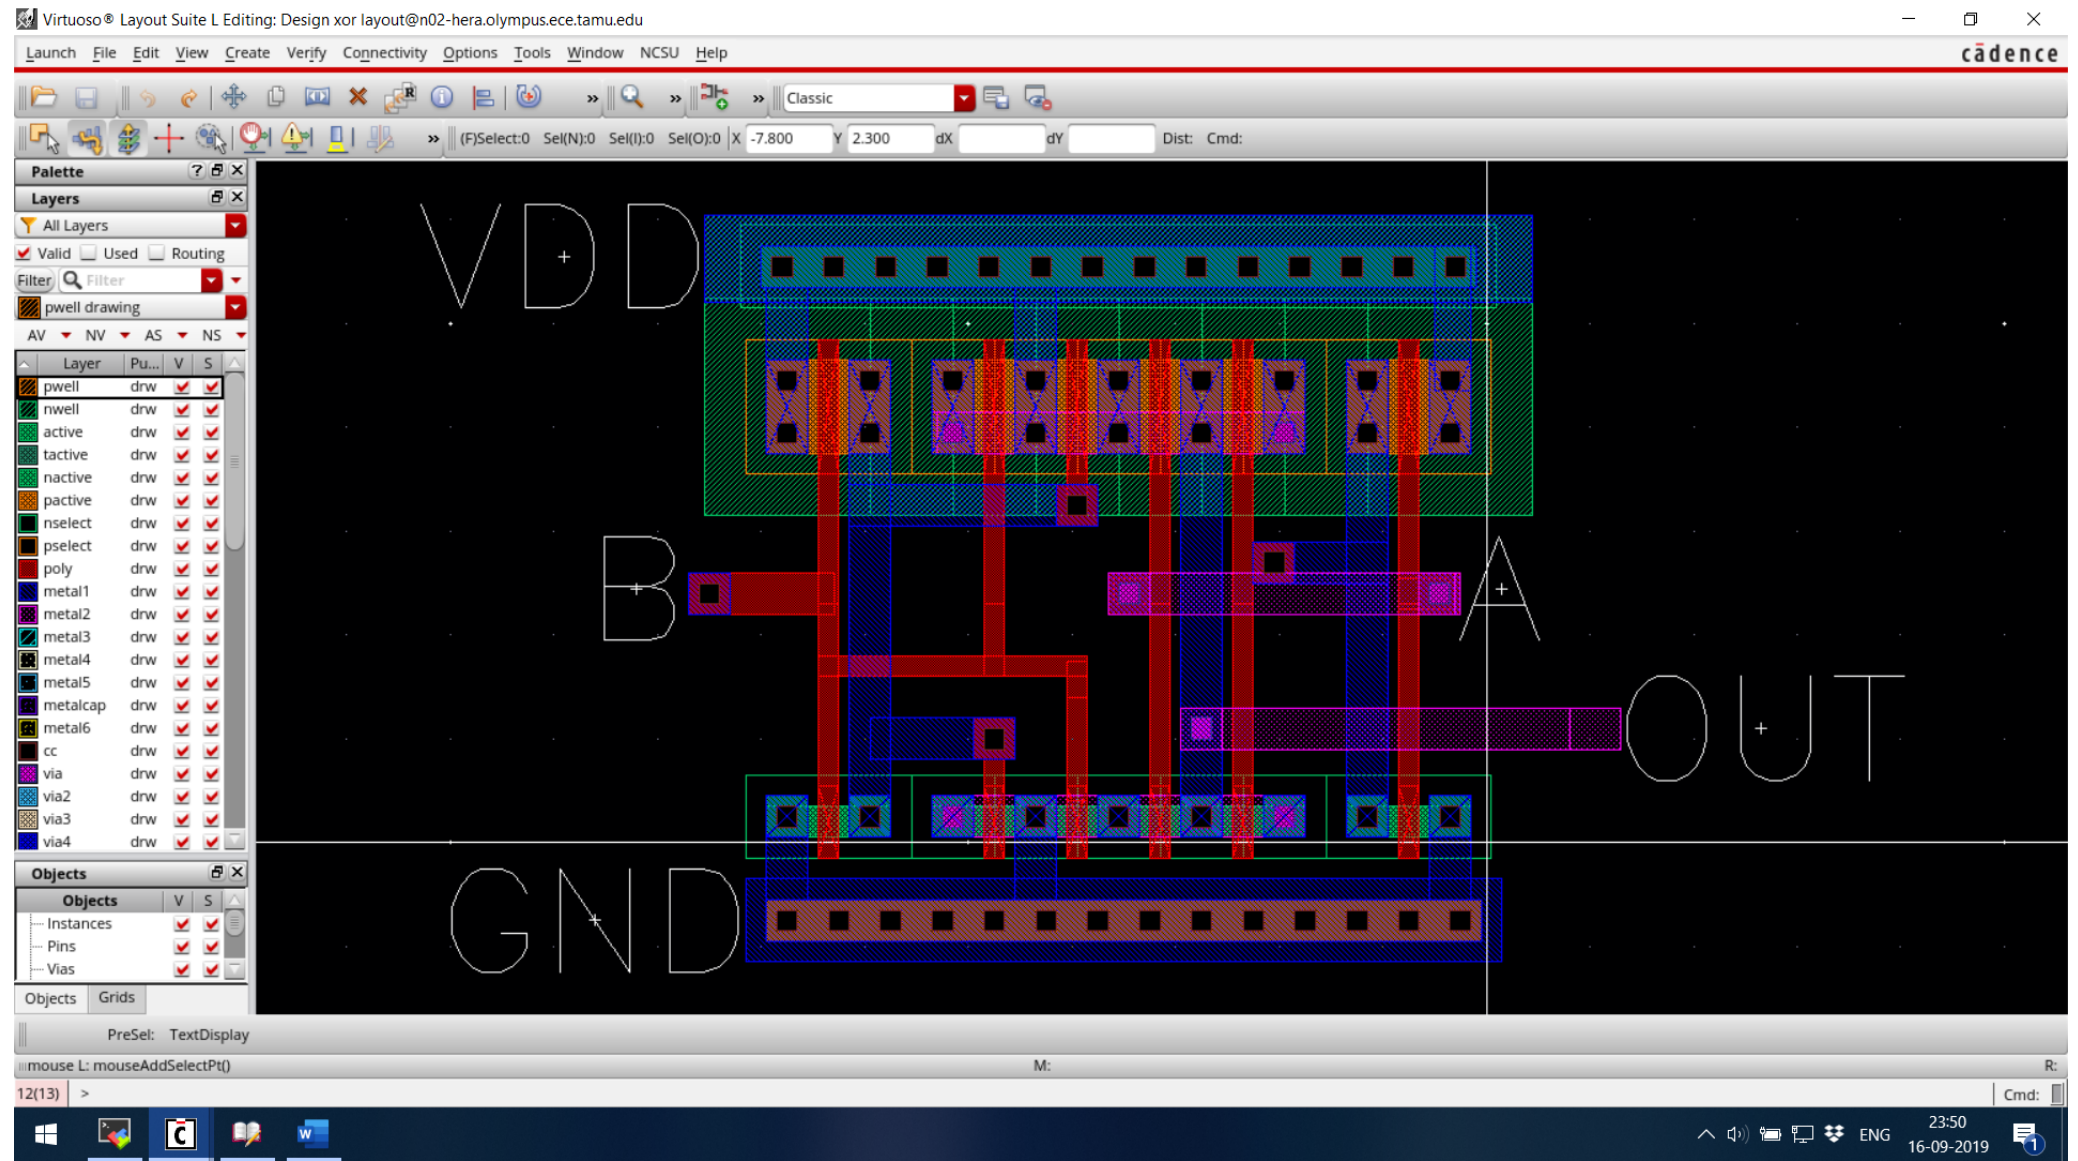 Virtuoso® Layout Suite L Editing: Design xor layout@n02-hera.olympus.ece.tamu.edu
Launch File Edit View Create Verify Connectivity Options Tools Window NCSU Help cādence
» » » Classic
» (F)Select:0 Sel(N):0 Sel(I):0 Sel(O):0 X -7.800 Y 2.300 dX dY Dist: Cmd:
Palette
Layers
All Layers
Valid Used Routing
Filter Filter
pwell drawing
AV NV AS NS
Layer Pu... V S
pwell drw
nwell drw
active drw
tactive drw
nactive drw
pactive drw
nselect drw
pselect drw
poly drw
metal1 drw
metal2 drw
metal3 drw
metal4 drw
metal5 drw
metalcap drw
metal6 drw
cc drw
via drw
via2 drw
via3 drw
via4 drw
Objects
Objects V S
Instances
Pins
Vias
Objects Grids
VDD
B
A
OUT
GND
PreSel: TextDisplay
mouse L: mouseAddSelectPt() M: R:
12(13) > Cmd:
ENG
23:50
16-09-2019
1